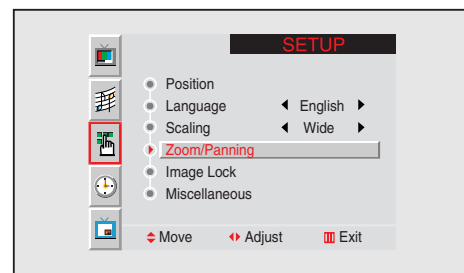 SETUP
Position
Language English
Scaling Wide
Zoom/Panning
Image Lock
Miscellaneous
Move Adjust Exit